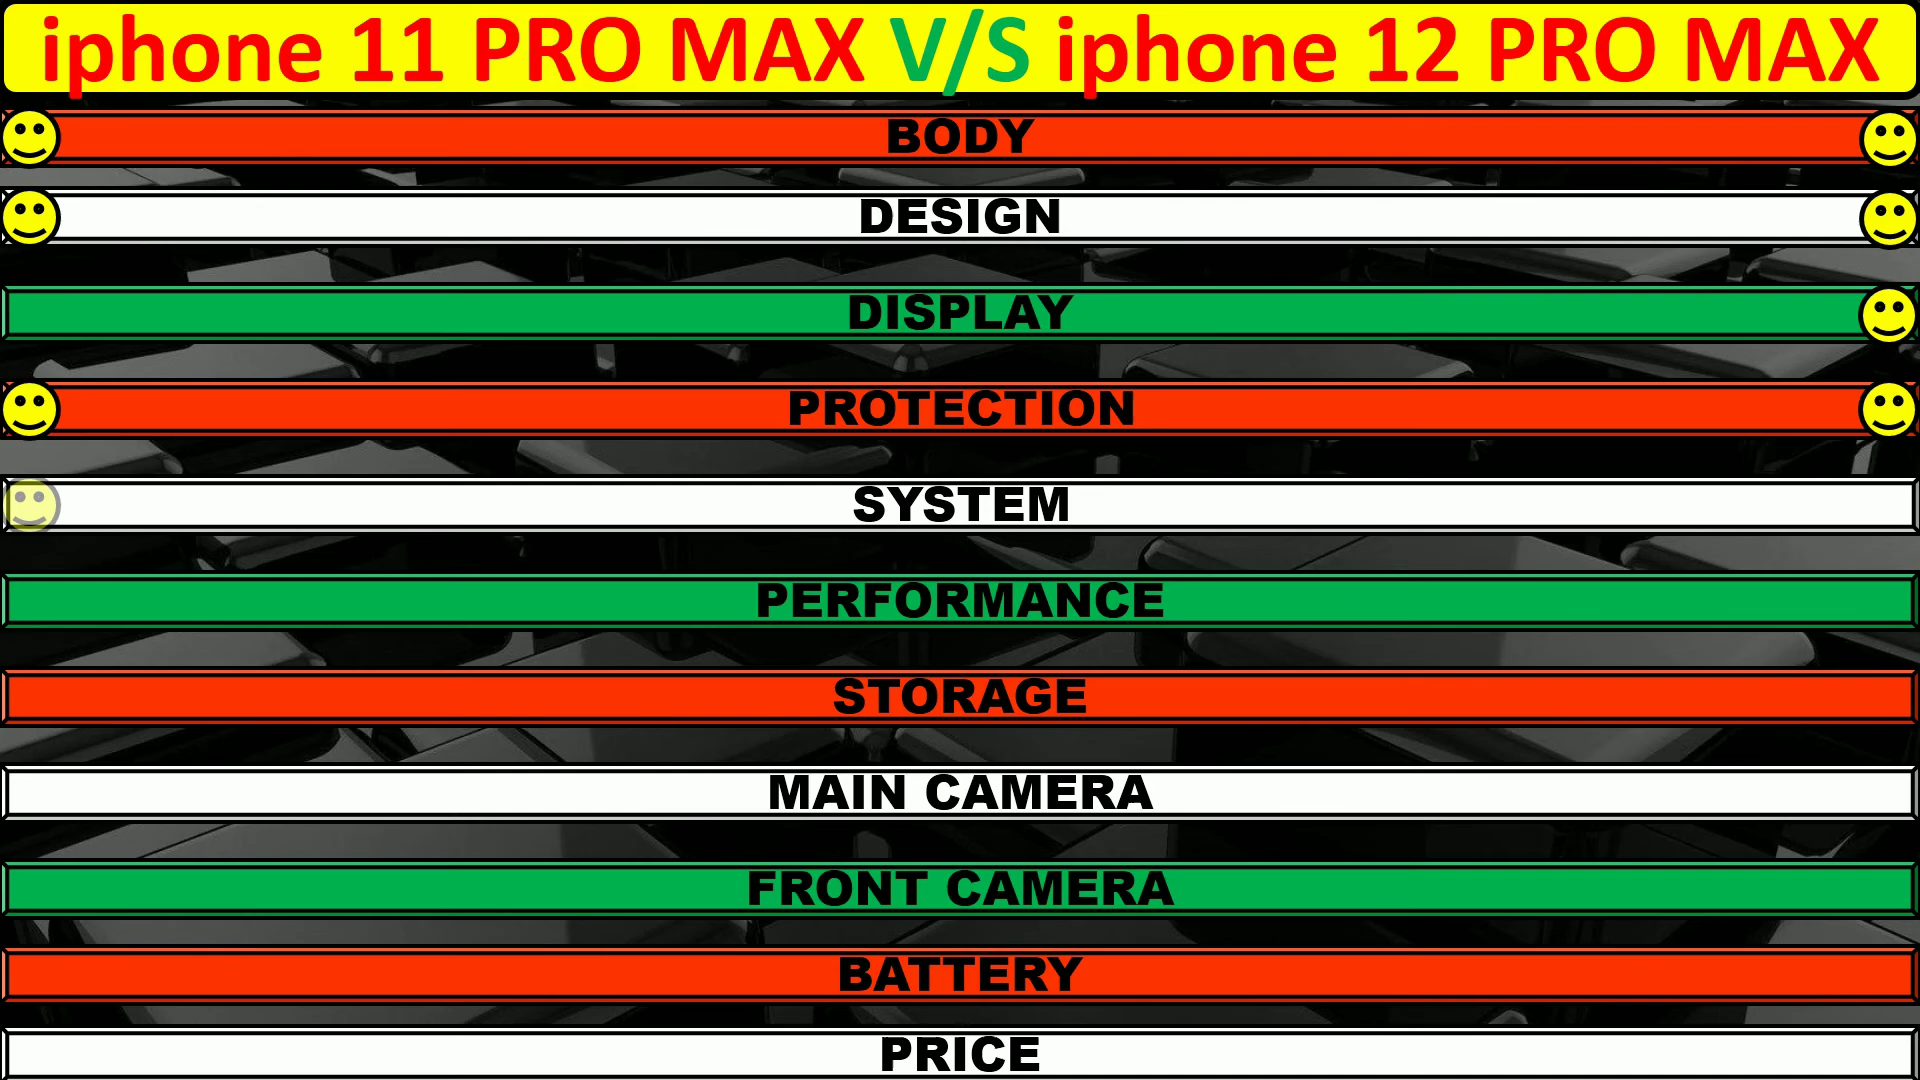 iphone 11 PRO MAX V/S iphone 12 PRO MAX
BODY
DESIGN
DISPLAY
PROTECTION
SYSTEM
PERFORMANCE
STORAGE
MAIN CAMERA
FRONT CAMERA
BATTERY
PRICE